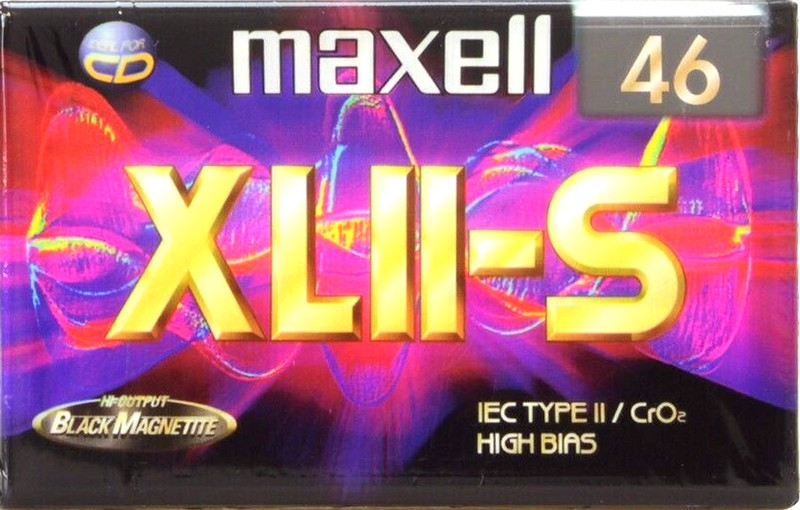 IDEAL FOR
CD
maxell
46
XLII-S
HI-OUTPUT
BLACK MAGNETITE
IEC TYPE II / CrO₂
HIGH BIAS